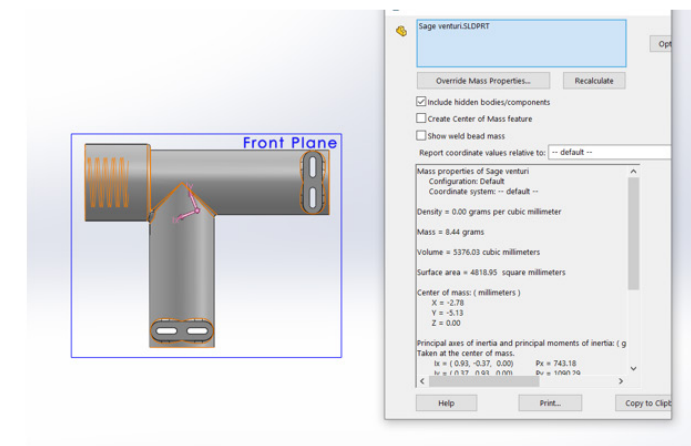 Front Plane
Sage venturi.SLDPRT
Override Mass Properties...
Recalculate
Include hidden bodies/components
Create Center of Mass feature
Show weld bead mass
Report coordinate values relative to: -- default --
Mass properties of Sage venturi
Configuration: Default
Coordinate system: -- default --
Density = 0.00 grams per cubic millimeter
Mass = 8.44 grams
Volume = 5376.03 cubic millimeters
Surface area = 4818.95 square millimeters
Center of mass: ( millimeters )
X = -2.78
Y = -5.13
Z = 0.00
Principal axes of inertia and principal moments of inertia: ( g
Taken at the center of mass.
Ix = ( 0.93, -0.37, 0.00) Px = 743.18
Help
Print...
Copy to Clipb